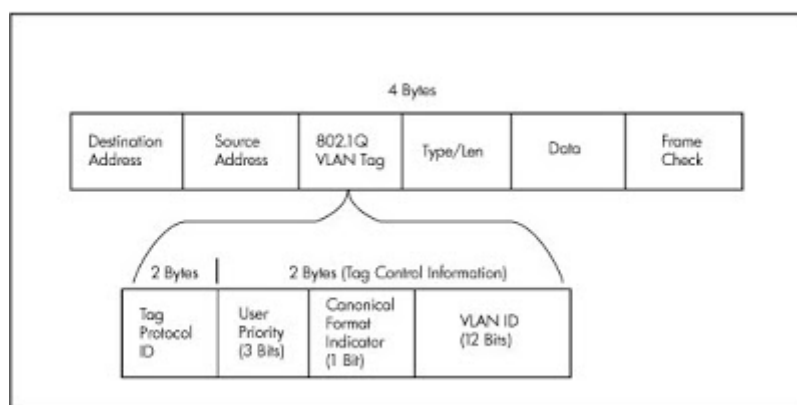 4 Bytes
Destination
Address
Source
Address
802.1Q
VLAN Tag
Type/Len
Data
Frame
Check
2 Bytes
2 Bytes (Tag Control Information)
Tag
Protocol
ID
User
Priority
(3 Bits)
Canonical
Format
Indicator
(1 Bit)
VLAN ID
(12 Bits)